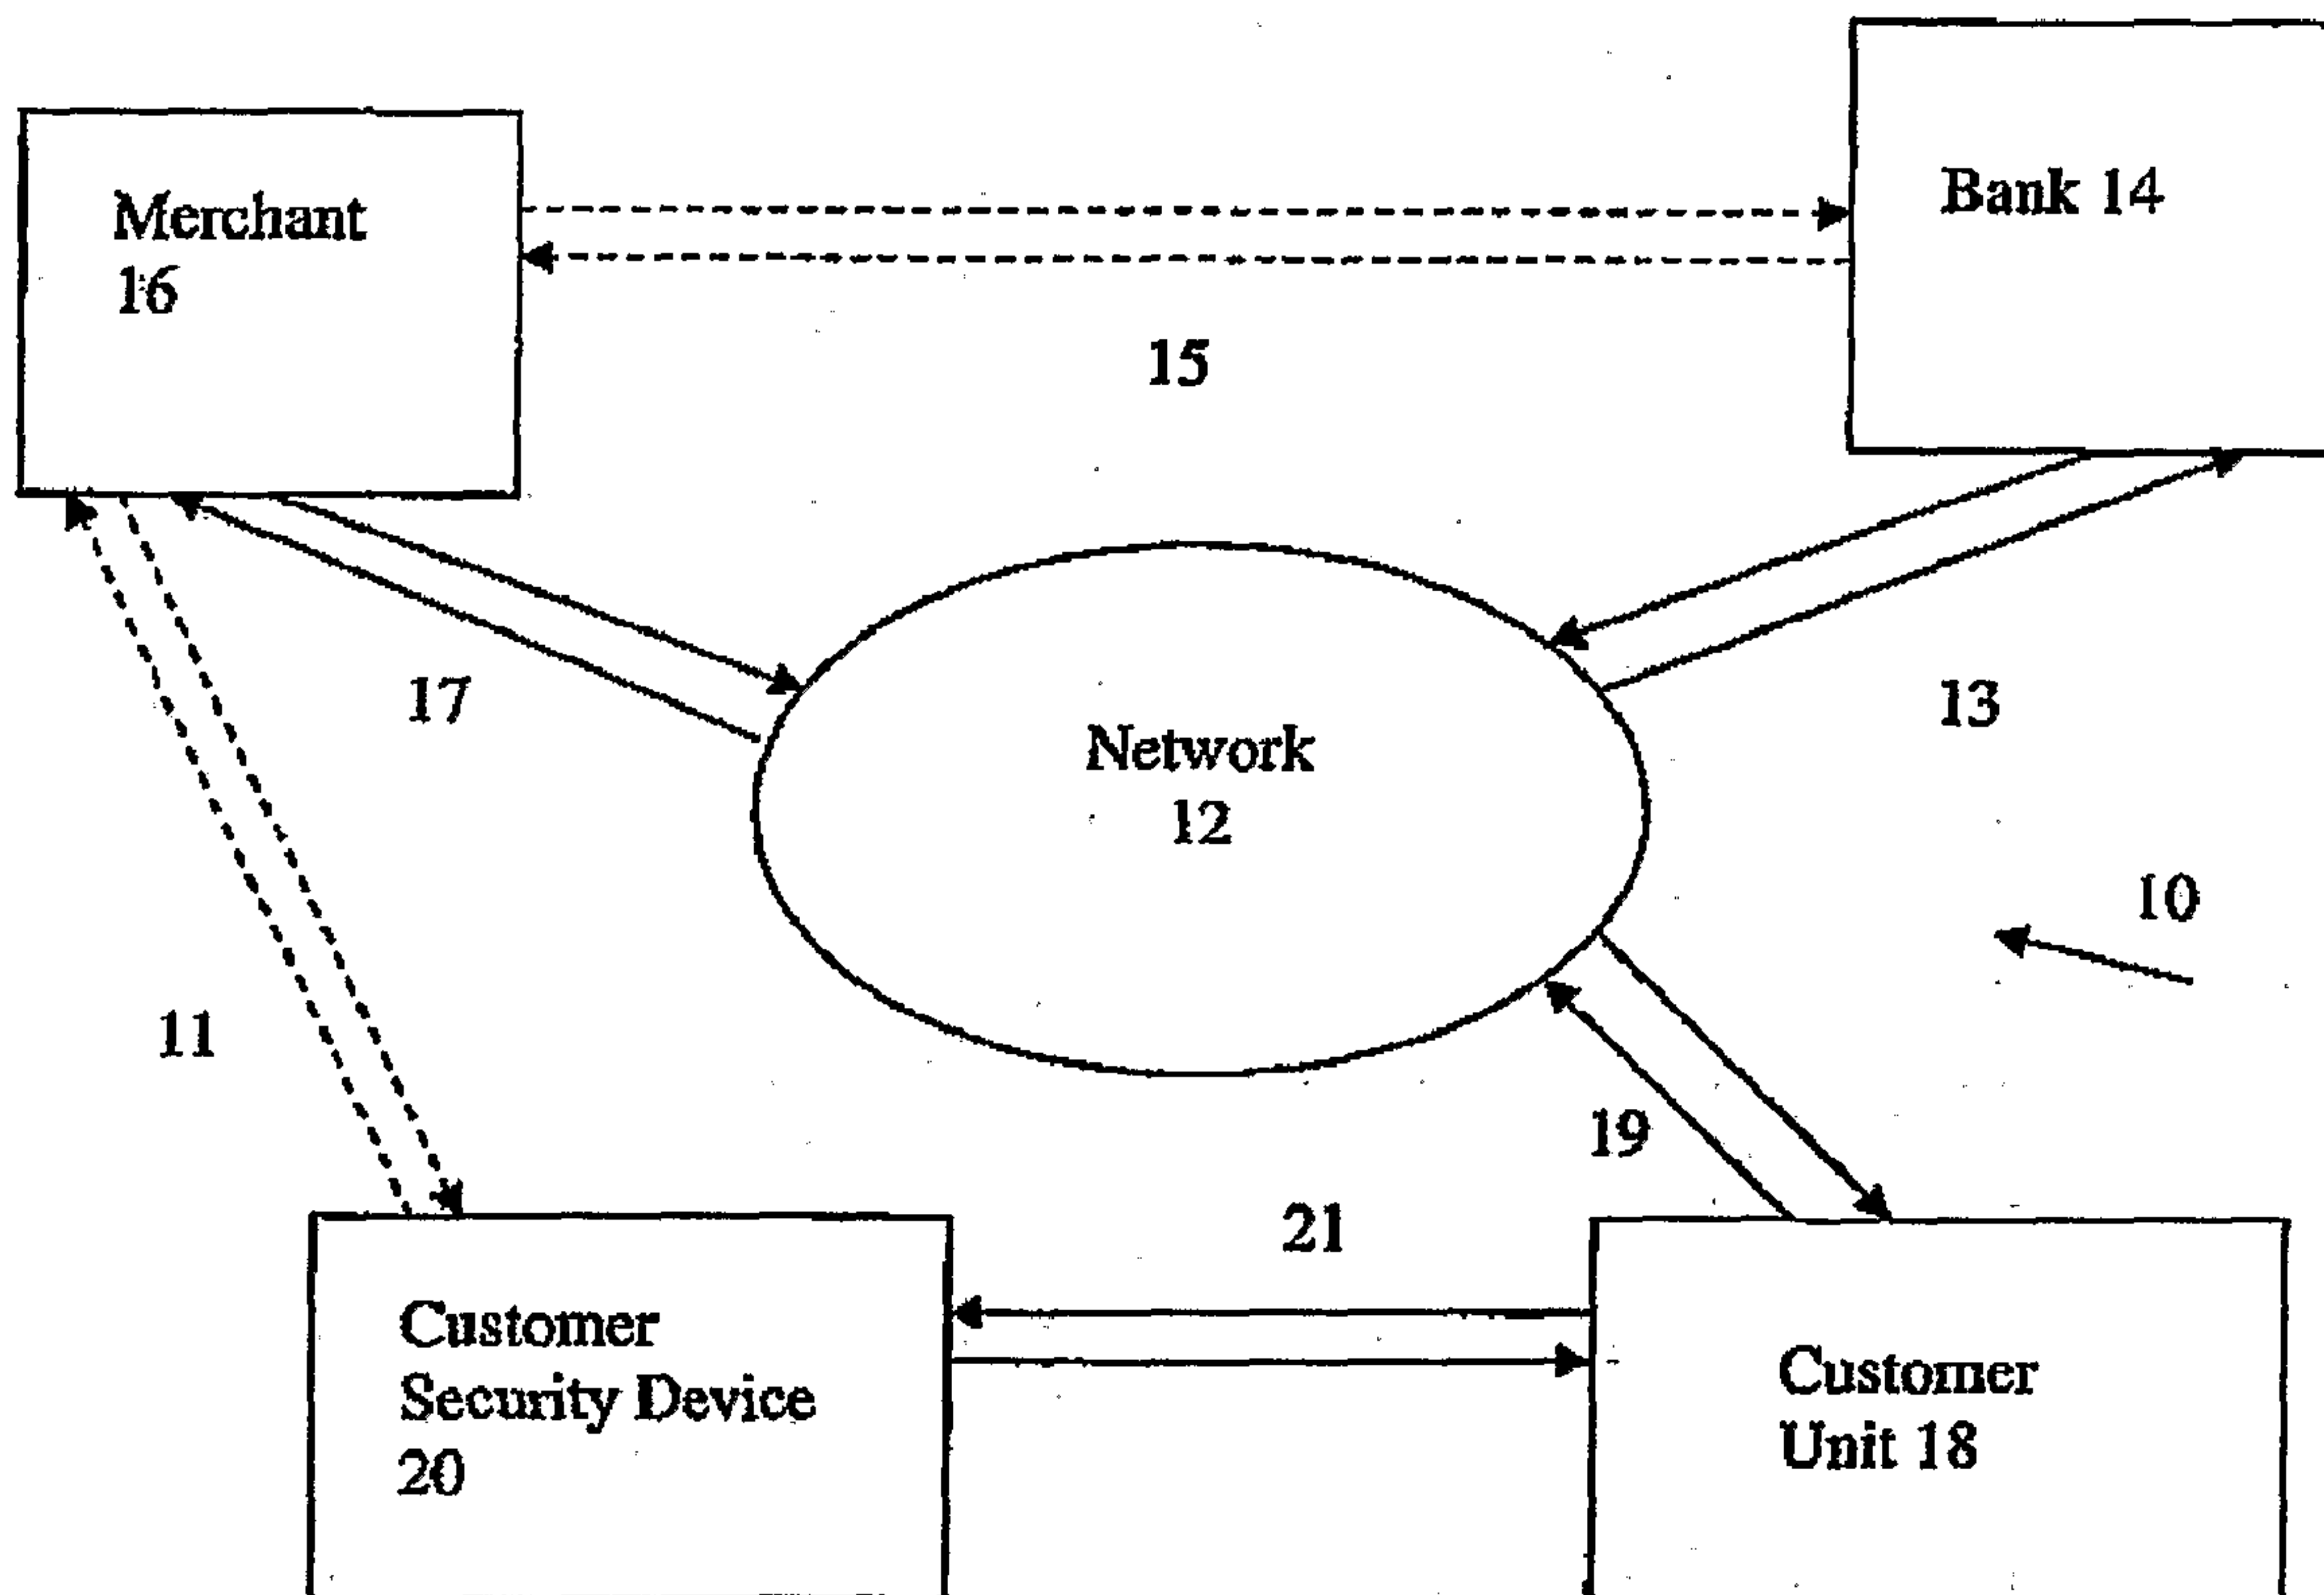 Merchant
16
Bank 14
15
17
13
Network
12
10
11
19
21
Customer
Security Device
20
Customer
Unit 18